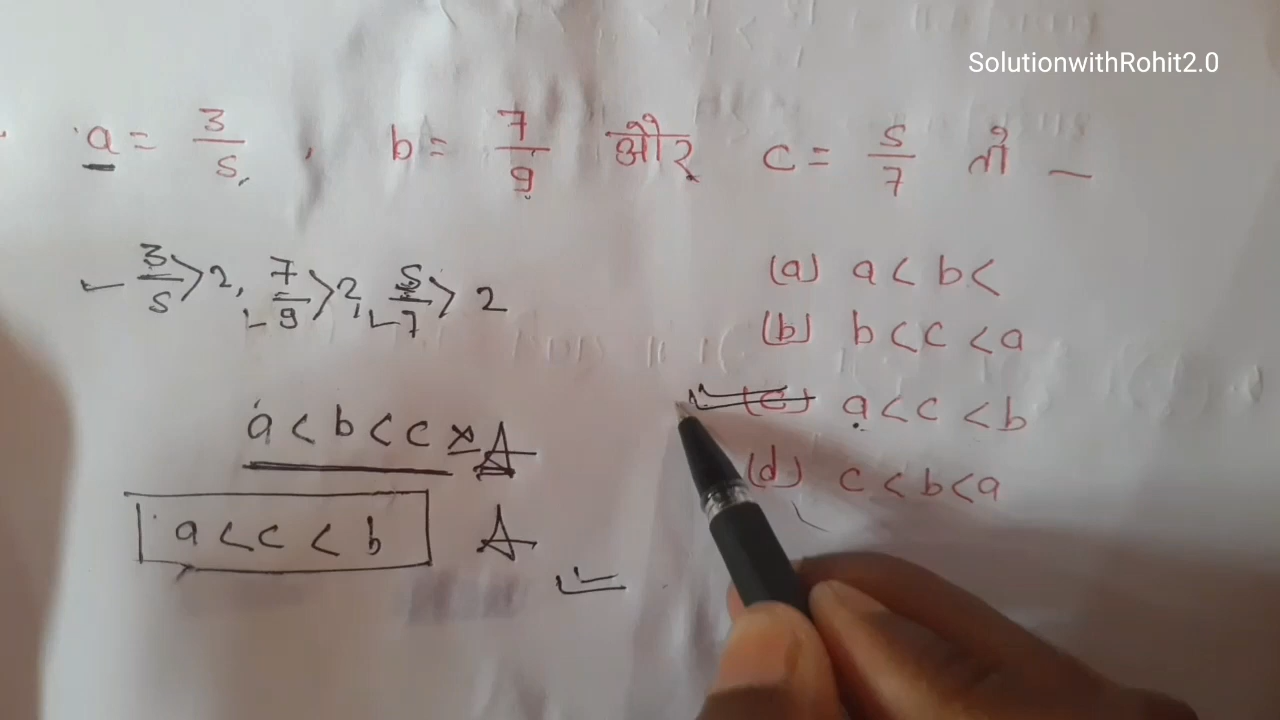 SolutionwithRohit2.0
a = 3/5, b = 7/9 और c = 5/7 तो —
3/5 > 2, 7/9 > 2, 5/7 > 2
(a) a < b <
(b) b < c < a
(c) a < c < b
(d) c < b < a
a < b < c × A
a < c < b A